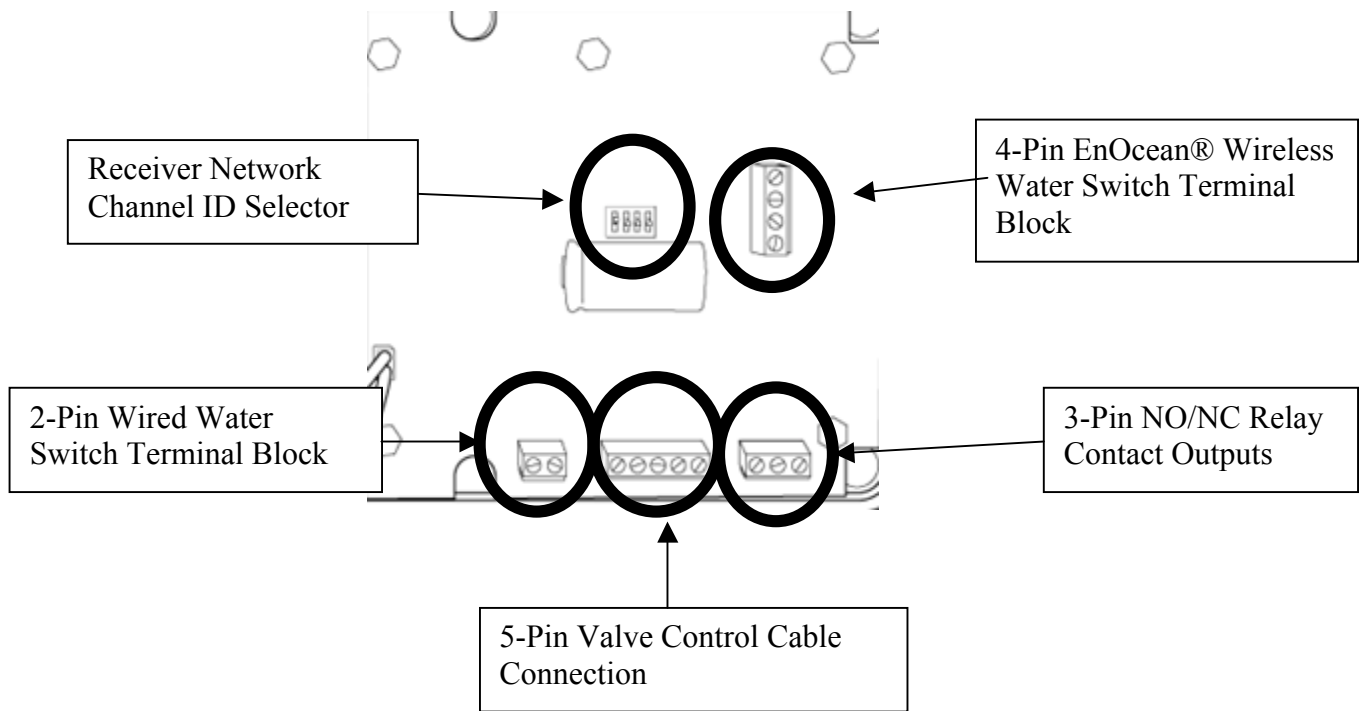 Receiver Network
Channel ID Selector
4-Pin EnOcean® Wireless
Water Switch Terminal
Block
2-Pin Wired Water
Switch Terminal Block
3-Pin NO/NC Relay
Contact Outputs
5-Pin Valve Control Cable
Connection